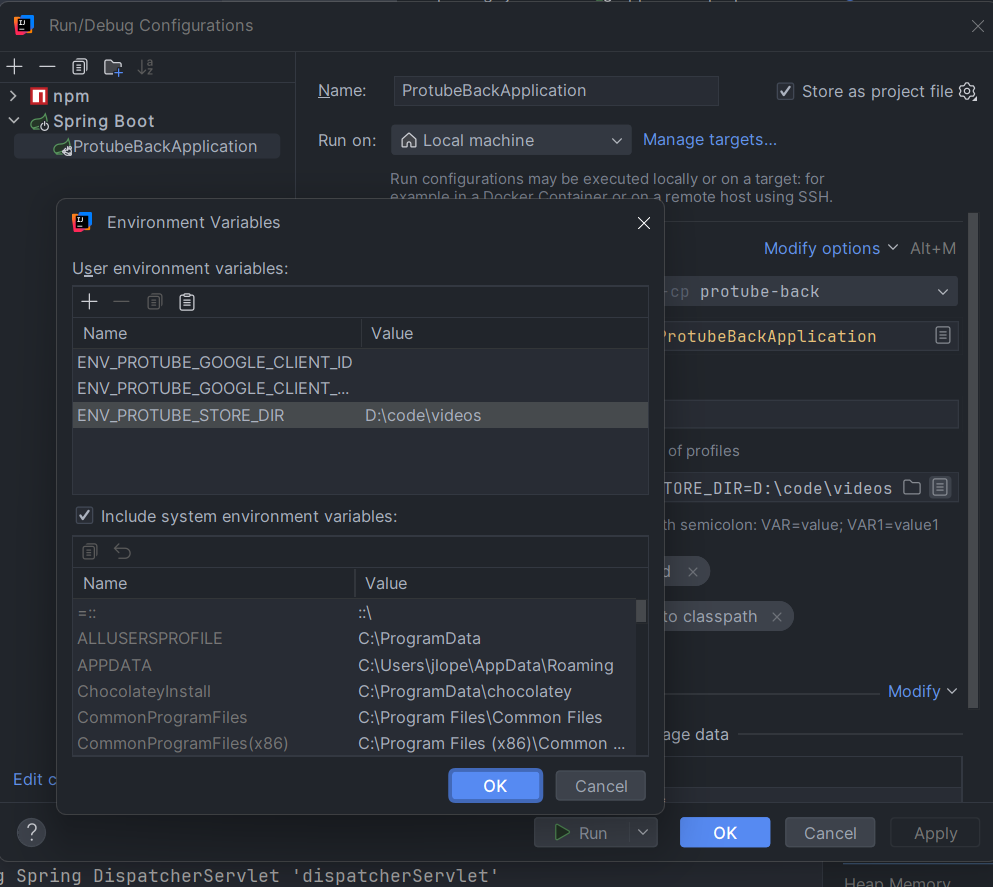 Run/Debug Configurations
npm
Spring Boot
ProtubeBackApplication
Name: ProtubeBackApplication Store as project file
Run on: Local machine Manage targets...
Run configurations may be executed locally or on a target: for
example in a Docker Container or on a remote host using SSH.
Modify options Alt+M
-cp protube-back
ProtubeBackApplication
of profiles
TORE_DIR=D:\code\videos
th semicolon: VAR=value; VAR1=value1
d
to classpath
Modify
age data
Edit c
Environment Variables
User environment variables:
Name Value
ENV_PROTUBE_GOOGLE_CLIENT_ID
ENV_PROTUBE_GOOGLE_CLIENT_...
ENV_PROTUBE_STORE_DIR D:\code\videos
Include system environment variables:
Name Value
=:: ::\
ALLUSERSPROFILE C:\ProgramData
APPDATA C:\Users\jlope\AppData\Roaming
ChocolateyInstall C:\ProgramData\chocolatey
CommonProgramFiles C:\Program Files\Common Files
CommonProgramFiles(x86) C:\Program Files (x86)\Common ...
OK Cancel
? Run OK Cancel Apply
g Spring DispatcherServlet 'dispatcherServlet'
Heap Memory